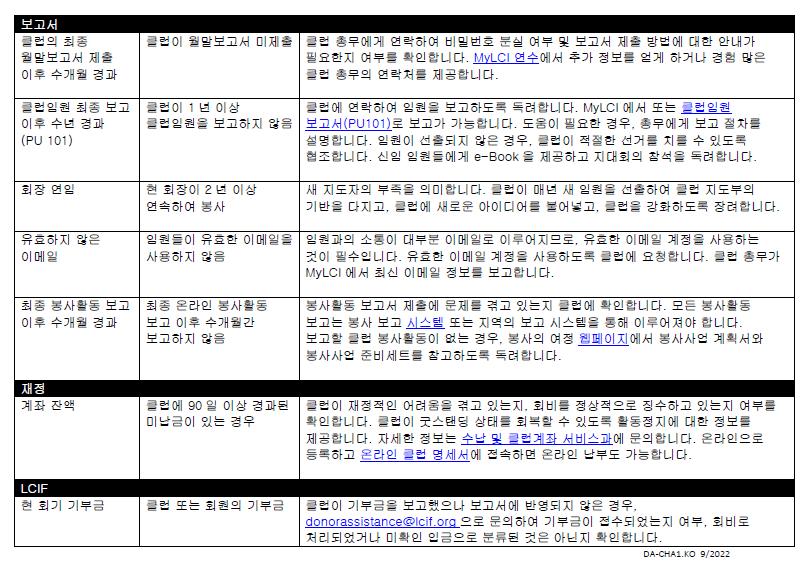 보고서
클럽의 최종
월말보고서 제출
이후 수개월 경과
클럽이 월말보고서 미제출
클럽 총무에게 연락하여 비밀번호 분실 여부 및 보고서 제출 방법에 대한 안내가
필요한지 여부를 확인합니다. MyLCI 연수에서 추가 정보를 얻게 하거나 경험 많은
클럽 총무의 연락처를 제공합니다.
클럽임원 최종 보고
이후 수년 경과
(PU 101)
클럽이 1 년 이상
클럽임원을 보고하지 않음
클럽에 연락하여 임원을 보고하도록 독려합니다. MyLCI 에서 또는 클럽임원
보고서(PU101)로 보고가 가능합니다. 도움이 필요한 경우, 총무에게 보고 절차를
설명합니다. 임원이 선출되지 않은 경우, 클럽이 적절한 선거를 치를 수 있도록
협조합니다. 신임 임원들에게 e-Book 을 제공하고 지대회의 참석을 독려합니다.
회장 연임
현 회장이 2 년 이상
연속하여 봉사
새 지도자의 부족을 의미합니다. 클럽이 매년 새 임원을 선출하여 클럽 지도부의
기반을 다지고, 클럽에 새로운 아이디어를 불어넣고, 클럽을 강화하도록 장려합니다.
유효하지 않은
이메일
임원들이 유효한 이메일을
사용하지 않음
임원과의 소통이 대부분 이메일로 이루어지므로, 유효한 이메일 계정을 사용하는
것이 필수입니다. 유효한 이메일 계정을 사용하도록 클럽에 요청합니다. 클럽 총무가
MyLCI 에서 최신 이메일 정보를 보고합니다.
최종 봉사활동 보고
이후 수개월 경과
최종 온라인 봉사활동
보고 이후 수개월간
보고하지 않음
봉사활동 보고서 제출에 문제를 겪고 있는지 클럽에 확인합니다. 모든 봉사활동
보고는 봉사 보고 시스템 또는 지역의 보고 시스템을 통해 이루어져야 합니다.
보고할 클럽 봉사활동이 없는 경우, 봉사의 여정 웹페이지에서 봉사사업 계획서와
봉사사업 준비세트를 참고하도록 독려합니다.
재정
계좌 잔액
클럽에 90 일 이상 경과된
미납금이 있는 경우
클럽이 재정적인 어려움을 겪고 있는지, 회비를 정상적으로 징수하고 있는지 여부를
확인합니다. 클럽이 굿스탠딩 상태를 회복할 수 있도록 활동정지에 대한 정보를
제공합니다. 자세한 정보는 수납 및 클럽계좌 서비스과에 문의합니다. 온라인으로
등록하고 온라인 클럽 명세서에 접속하면 온라인 납부도 가능합니다.
LCIF
현 회기 기부금
클럽 또는 회원의 기부금
클럽이 기부금을 보고했으나 보고서에 반영되지 않은 경우,
donorassistance@lcif.org 으로 문의하여 기부금이 접수되었는지 여부, 회비로
처리되었거나 미확인 입금으로 분류된 것은 아닌지 확인합니다.
DA-CHA1.KO 9/2022